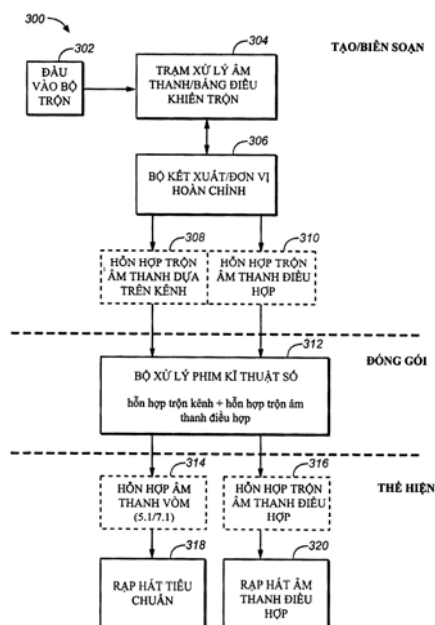 300
302
304
TẠO/BIÊN SOẠN
ĐẦU
VÀO BỘ
TRỘN
TRẠM XỬ LÝ ÂM
THANH/BẢNG ĐIỀU
KHIỂN TRỘN
306
BỘ KẾT XUẤT/ĐƠN VỊ
HOÀN CHỈNH
308
310
HỖN HỢP TRỘN
ÂM THANH DỰA
TRÊN KÊNH
HỖN HỢP TRỘN
ÂM THANH ĐIỀU
HỢP
312
ĐÓNG GÓI
BỘ XỬ LÝ PHIM KĨ THUẬT SỐ
hỗn hợp trộn kênh + hỗn hợp trộn âm
thanh điều hợp
314
316
THỂ HIỆN
HỖN HỢP ÂM
THANH VÒM
(5.1/7.1)
HỖN HỢP TRỘN
ÂM THANH ĐIỀU
HỢP
318
320
RẠP HÁT TIÊU
CHUẨN
RẠP HÁT ÂM
THANH ĐIỀU
HỢP